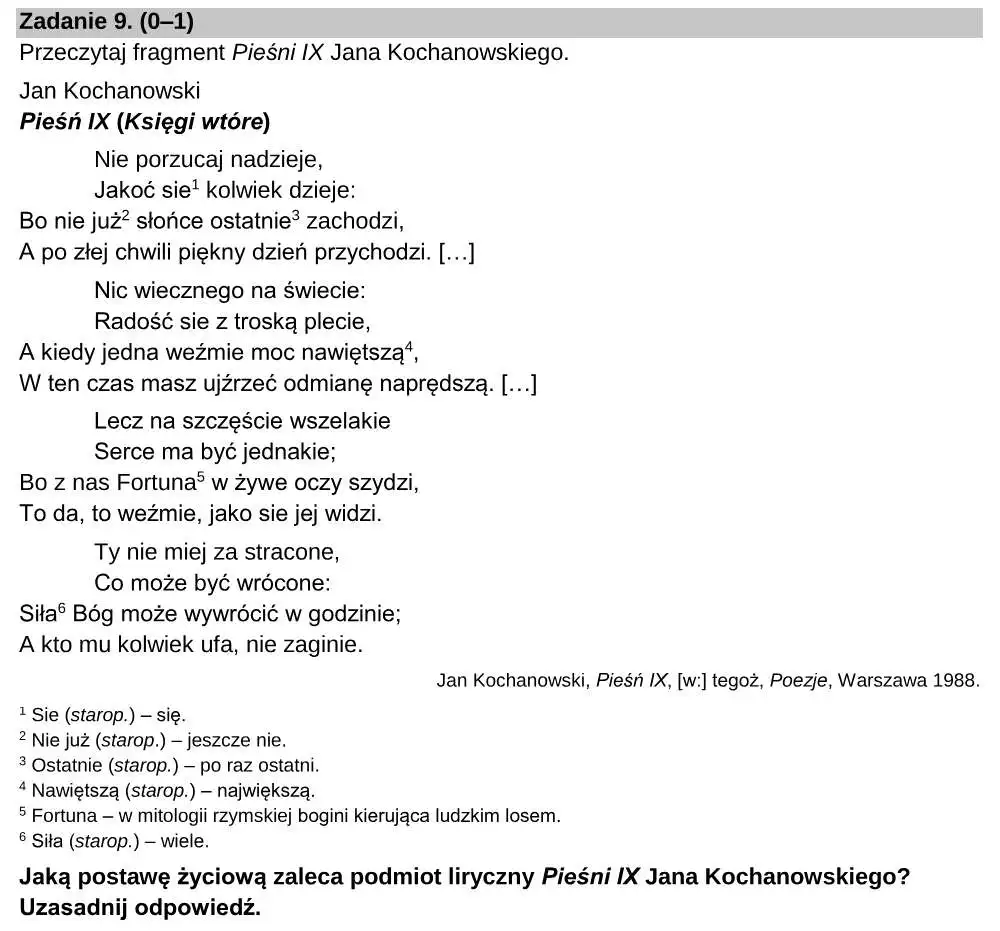 Zadanie 9. (0–1)
Przeczytaj fragment Pieśni IX Jana Kochanowskiego.
Jan Kochanowski
Pieśń IX (Księgi wtóre)
Nie porzucaj nadzieje,
Jakoć sie¹ kolwiek dzieje:
Bo nie już² słońce ostatnie³ zachodzi,
A po złej chwili piękny dzień przychodzi. […]
Nic wiecznego na świecie:
Radość sie z troską plecie,
A kiedy jedna weźmie moc nawiętszą⁴,
W ten czas masz ujźrzeć odmianę naprędszą. […]
Lecz na szczęście wszelakie
Serce ma być jednakie;
Bo z nas Fortuna⁵ w żywe oczy szydzi,
To da, to weźmie, jako sie jej widzi.
Ty nie miej za stracone,
Co może być wrócone:
Siła⁶ Bóg może wywrócić w godzinie;
A kto mu kolwiek ufa, nie zaginie.
Jan Kochanowski, Pieśń IX, [w:] tegoż, Poezje, Warszawa 1988.
¹ Sie (starop.) – się.
² Nie już (starop.) – jeszcze nie.
³ Ostatnie (starop.) – po raz ostatni.
⁴ Nawiętszą (starop.) – największą.
⁵ Fortuna – w mitologii rzymskiej bogini kierująca ludzkim losem.
⁶ Siła (starop.) – wiele.
Jaką postawę życiową zaleca podmiot liryczny Pieśni IX Jana Kochanowskiego?
Uzasadnij odpowiedź.